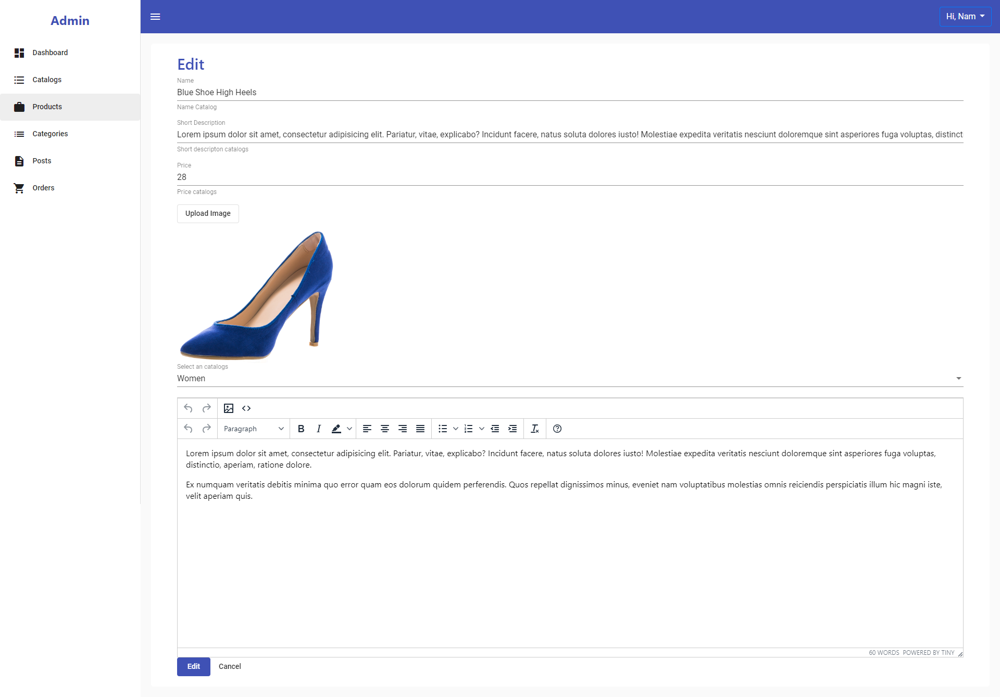 Admin
Hi, Nam
Dashboard
Catalogs
Products
Categories
Posts
Orders
Edit
Name
Blue Shoe High Heels
Name Catalog
Short Description
Lorem ipsum dolor sit amet, consectetur adipisicing elit. Pariatur, vitae, explicabo? Incidunt facere, natus soluta dolores iusto! Molestiae expedita veritatis nesciunt doloremque sint asperiores fuga voluptas, distinct
Short descripton catalogs
Price
28
Price catalogs
Upload Image
Select an catalogs
Women
Paragraph
Lorem ipsum dolor sit amet, consectetur adipisicing elit. Pariatur, vitae, explicabo? Incidunt facere, natus soluta dolores iusto! Molestiae expedita veritatis nesciunt doloremque sint asperiores fuga voluptas,
distinctio, aperiam, ratione dolore.
Ex numquam veritatis debitis minima quo error quam eos dolorum quidem perferendis. Quos repellat dignissimos minus, eveniet nam voluptatibus molestias omnis reiciendis perspiciatis illum hic magni iste,
velit aperiam quis.
60 WORDS POWERED BY TINY
Edit Cancel